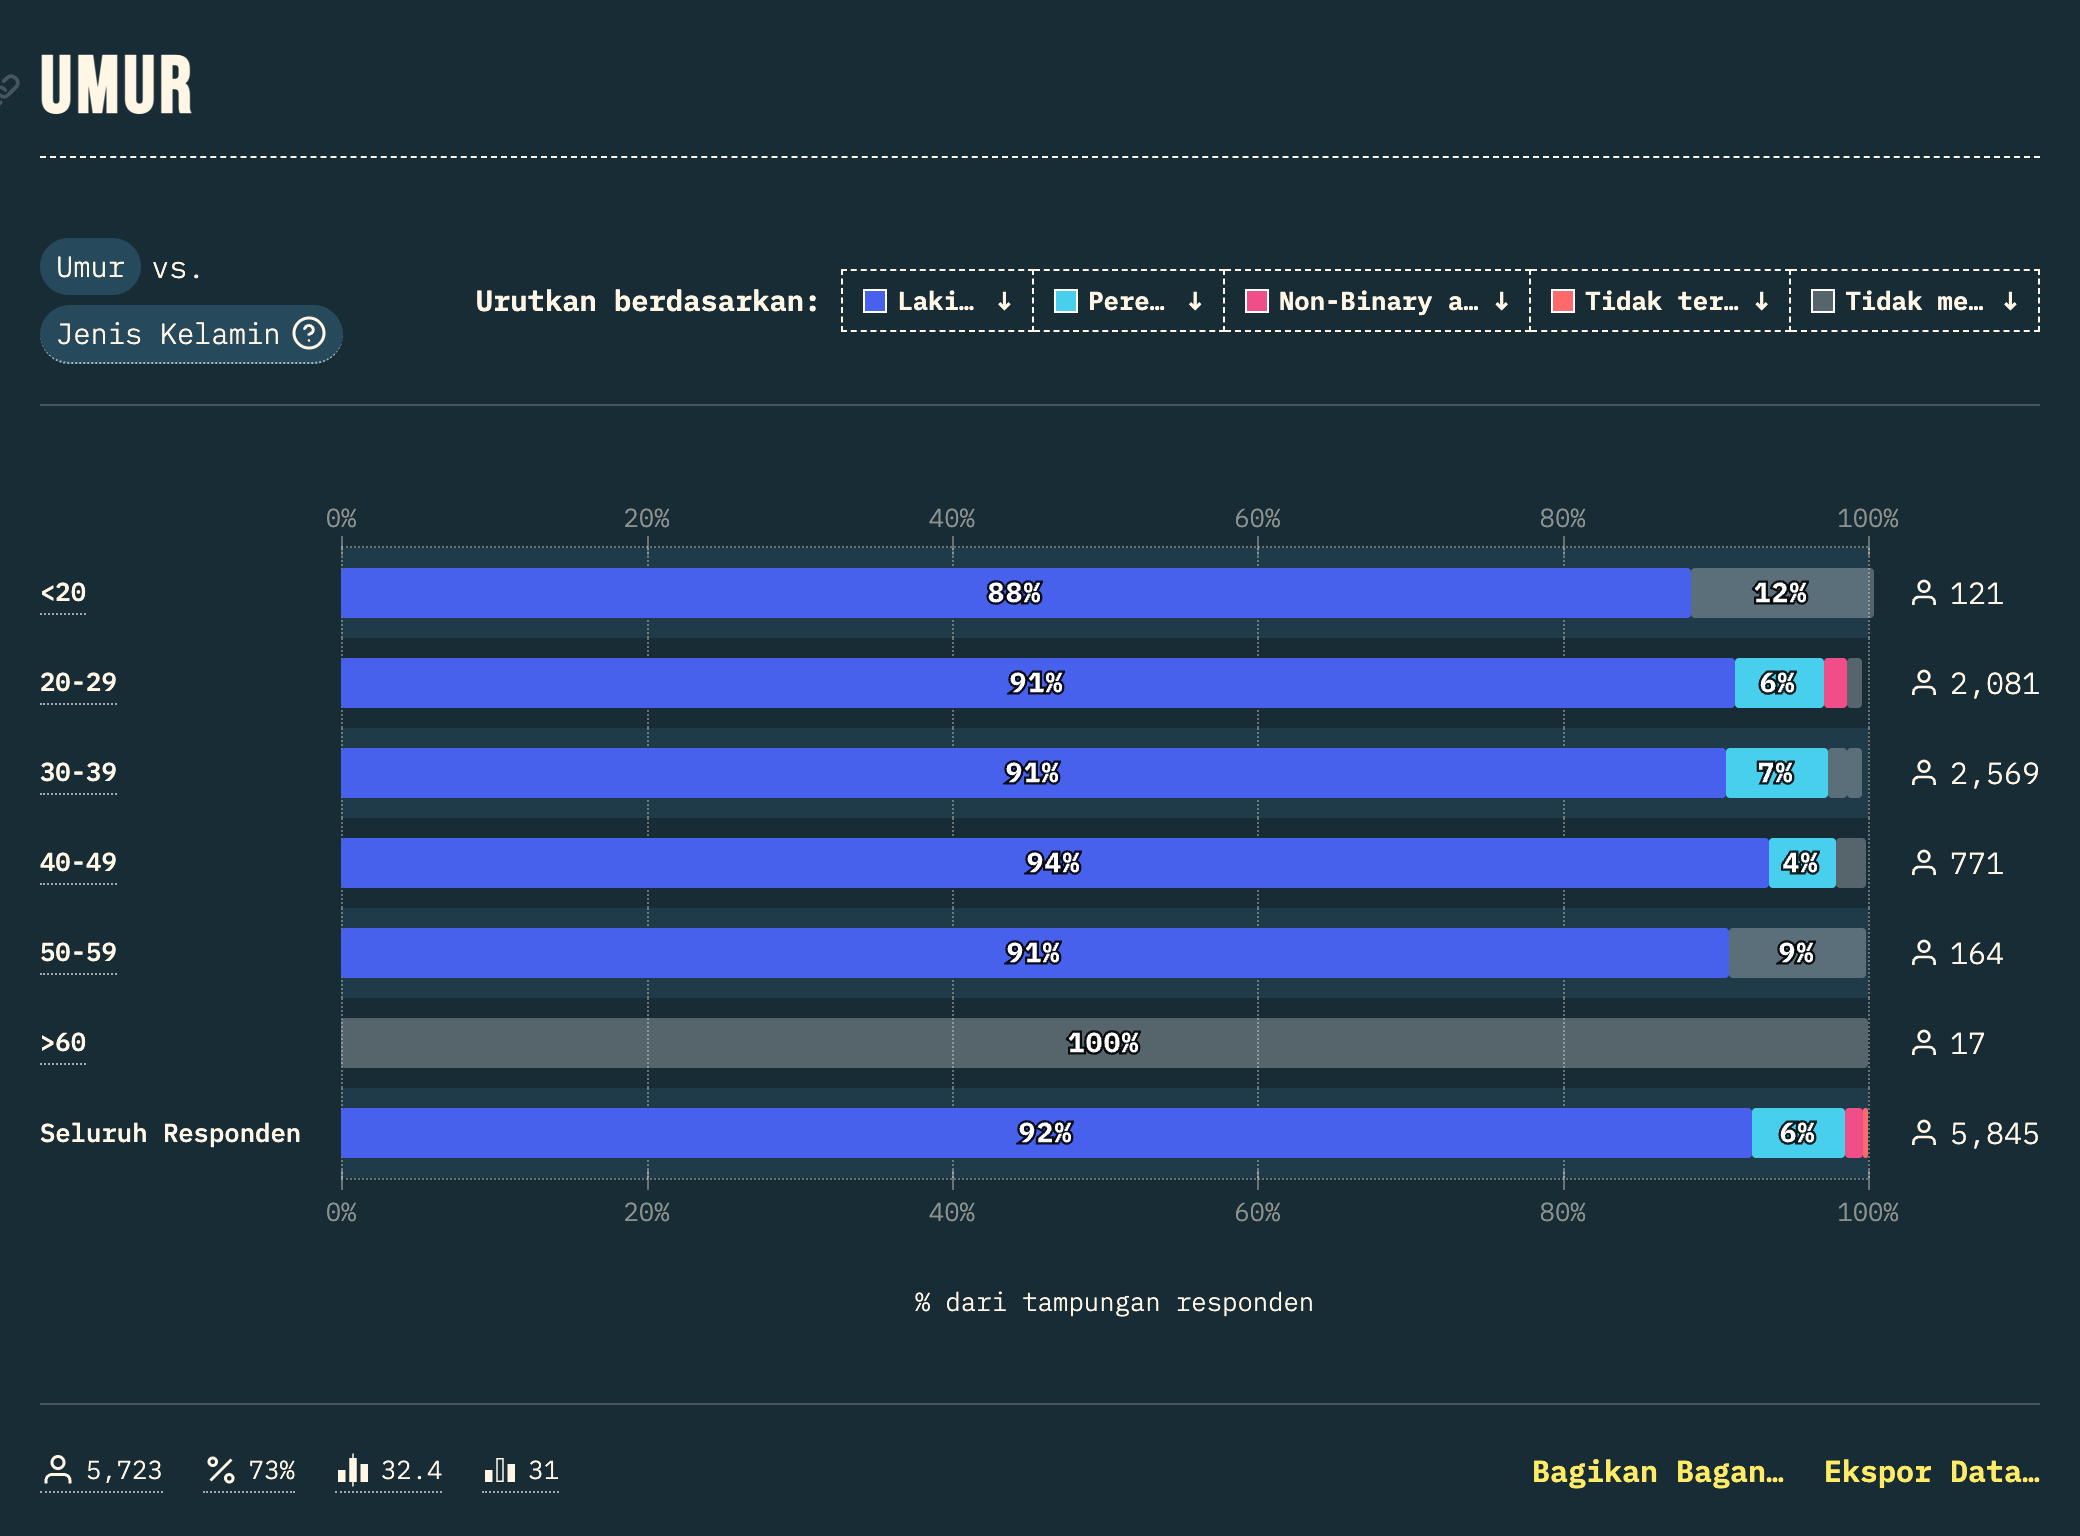 UMUR
Umur vs.
Jenis Kelamin
Urutkan berdasarkan: Laki… ↓ Pere… ↓ Non-Binary a… ↓ Tidak ter… ↓ Tidak me… ↓
0% 20% 40% 60% 80% 100%
<20 88% 12% 121
20-29 91% 6% 2,081
30-39 91% 7% 2,569
40-49 94% 4% 771
50-59 91% 9% 164
>60 100% 17
Seluruh Responden 92% 6% 5,845
0% 20% 40% 60% 80% 100%
% dari tampungan responden
5,723 73% 32.4 31 Bagikan Bagan… Ekspor Data…